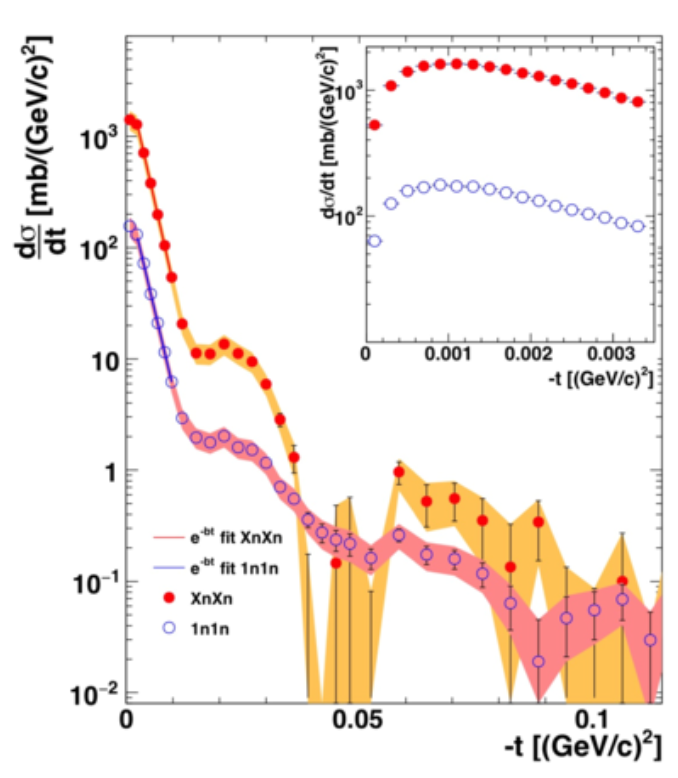 dσ/dt [mb/(GeV/c)²]
10³
10²
10
1
10⁻¹
10⁻²
0
0.05
0.1
-t [(GeV/c)²]
e⁻ᵇᵗ fit XnXn
e⁻ᵇᵗ fit 1n1n
XnXn
1n1n
dσ/dt [mb/(GeV/c)²]
10³
10²
0
0.001
0.002
0.003
-t [(GeV/c)²]